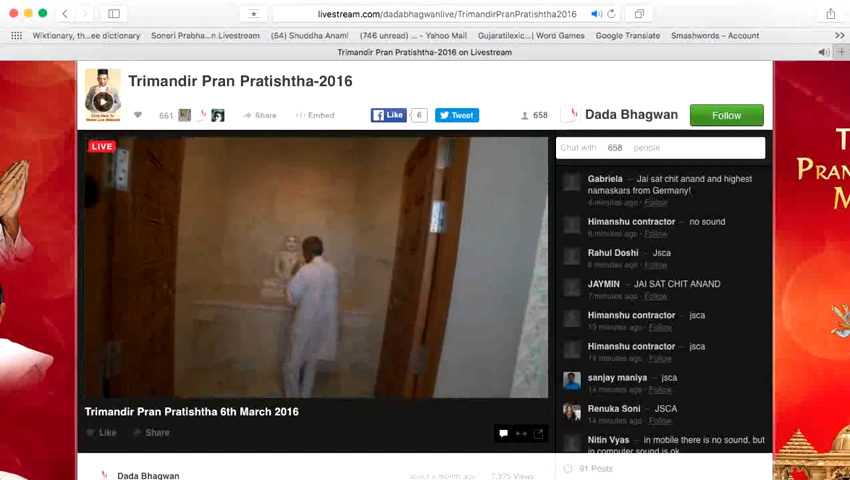 livestream.com/dadabhagwanlive/TrimandirPranPratishtha2016
Wiktionary, th...ee dictionary
Soneri Prabha...n Livestream
(54) Shuddha Anami
(746 unread) ... - Yahoo Mail
Gujaratilexic...| Word Games
Google Translate
Smashwords – Account
Trimandir Pran Pratishtha-2016 on Livestream
Trimandir Pran Pratishtha-2016
661
Share
Embed
Like
6
Tweet
658
Dada Bhagwan
Follow
LIVE
Chat with 658 people
Gabriela – Jai sat chit anand and highest
namaskars from Germany!
4 minutes ago · Follow
Himanshu contractor – no sound
6 minutes ago · Follow
Rahul Doshi – Jsca
6 minutes ago · Follow
JAYMIN – JAI SAT CHIT ANAND
7 minutes ago · Follow
Himanshu contractor – jsca
13 minutes ago · Follow
Himanshu contractor – jsca
14 minutes ago · Follow
sanjay maniya – jsca
14 minutes ago · Follow
Renuka Soni – JSCA
14 minutes ago · Follow
Nitin Vyas – in mobile there is no sound, but
in computer sound is ok
91 Posts
Trimandir Pran Pratishtha 6th March 2016
Like
Share
Dada Bhagwan
about a month ago
7,975 Views
T
PRAN
M